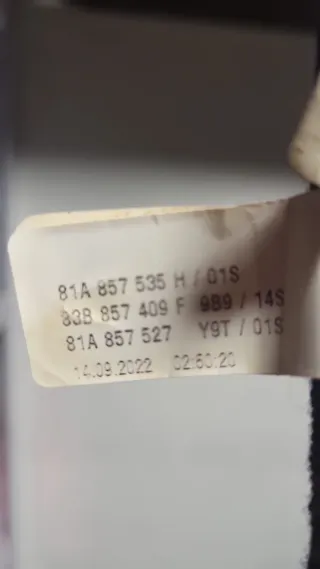 81A 857 535 H / 01S
83B 857 409 F 9B9 / 14S
81A 857 527 Y9T / 01S
14.09.2022 02:60:20